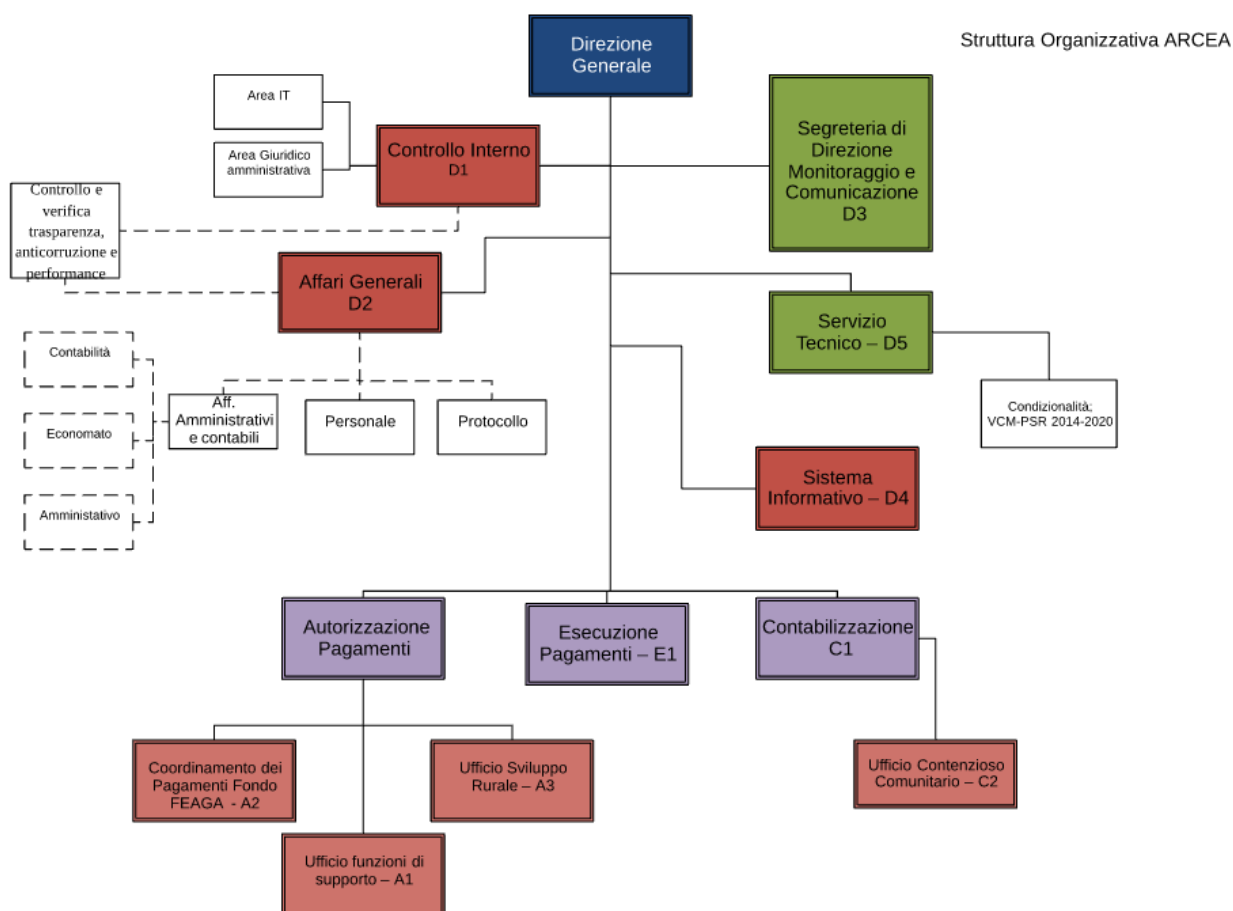 Struttura Organizzativa ARCEA
Direzione
Generale
Area IT
Area Giuridico
amministrativa
Controllo Interno
D1
Segreteria di
Direzione
Monitoraggio e
Comunicazione
D3
Controllo e
verifica
trasparenza,
anticorruzione e
performance
Affari Generali
D2
Servizio
Tecnico – D5
Contabilità
Economato
Amministativo
Aff.
Amministrativi
e contabili
Personale
Protocollo
Condizionalità;
VCM-PSR 2014-2020
Sistema
Informativo – D4
Autorizzazione
Pagamenti
Esecuzione
Pagamenti – E1
Contabilizzazione
C1
Coordinamento dei
Pagamenti Fondo
FEAGA - A2
Ufficio Sviluppo
Rurale – A3
Ufficio Contenzioso
Comunitario – C2
Ufficio funzioni di
supporto – A1